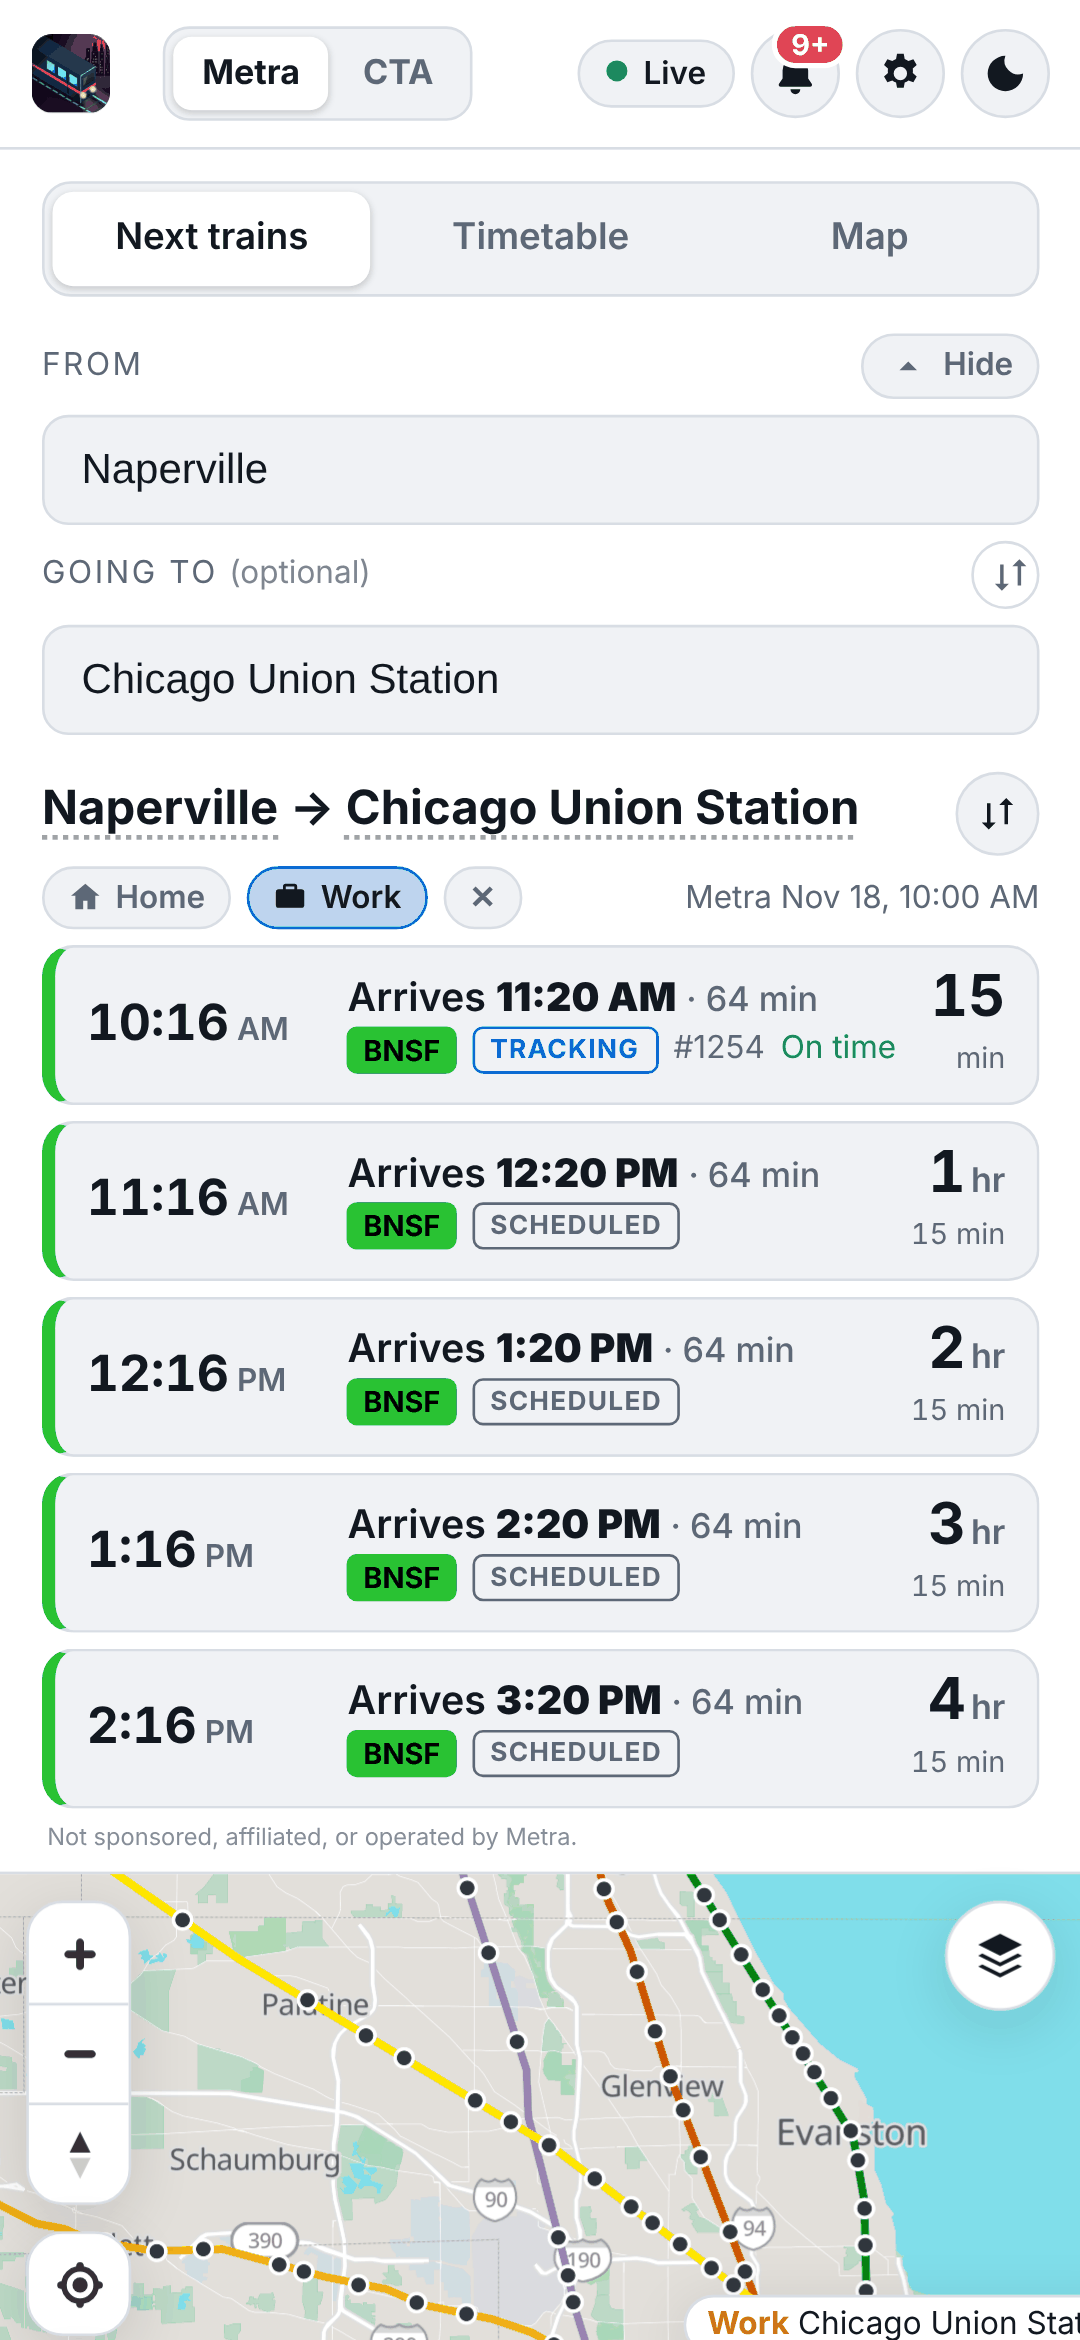 Metra CTA Live 9+
Next trains Timetable Map
FROM Hide
Naperville
GOING TO (optional)
Chicago Union Station
Naperville → Chicago Union Station
Home Work × Metra Nov 18, 10:00 AM
10:16 AM Arrives 11:20 AM · 64 min 15
BNSF TRACKING #1254 On time min
11:16 AM Arrives 12:20 PM · 64 min 1 hr
BNSF SCHEDULED 15 min
12:16 PM Arrives 1:20 PM · 64 min 2 hr
BNSF SCHEDULED 15 min
1:16 PM Arrives 2:20 PM · 64 min 3 hr
BNSF SCHEDULED 15 min
2:16 PM Arrives 3:20 PM · 64 min 4 hr
BNSF SCHEDULED 15 min
Not sponsored, affiliated, or operated by Metra.
Palatine
Glenview
Evanston
Schaumburg
90
94
390
190
Work Chicago Union Stat